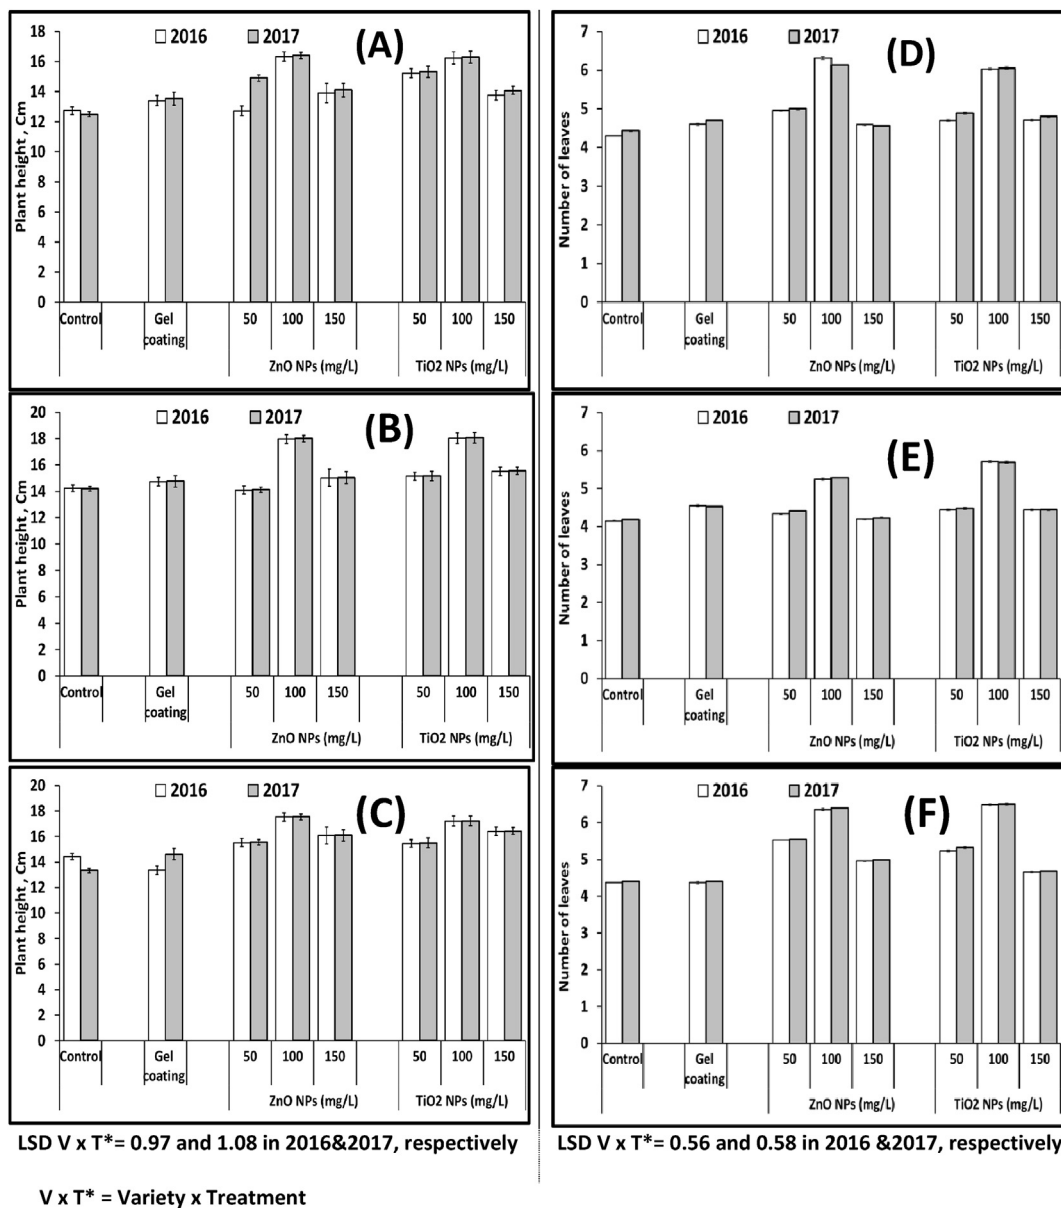 18
16
14
12
10
8
6
4
2
0
Plant height , Cm
2016 2017
(A)
Control Gel coating 50 100 150 50 100 150
ZnO NPs (mg/L) TiO2 NPs (mg/L)
7
6
5
4
3
2
1
0
Number of leaves
2016 2017
(D)
Control Gel coating 50 100 150 50 100 150
ZnO NPs (mg/L) TiO2 NPs (mg/L)
20
18
16
14
12
10
8
6
4
2
0
Plant height , Cm
2016 2017
(B)
Control Gel coating 50 100 150 50 100 150
ZnO NPs (mg/L) TiO2 NPs (mg/L)
7
6
5
4
3
2
1
0
Number of leaves
2016 2017
(E)
Control Gel coating 50 100 150 50 100 150
ZnO NPs (mg/L) TiO2 NPs (mg/L)
20
18
16
14
12
10
8
6
4
2
0
Plant height , Cm
2016 2017
(C)
Control Gel coating 50 100 150 50 100 150
ZnO NPs (mg/L) TiO2 NPs (mg/L)
7
6
5
4
3
2
1
0
Number of leaves
2016 2017
(F)
Control Gel coating 50 100 150 50 100 150
ZnO NPs (mg/L) TiO2 NPs (mg/L)
LSD V x T*= 0.97 and 1.08 in 2016&2017, respectively
LSD V x T*= 0.56 and 0.58 in 2016 &2017, respectively
V x T* = Variety x Treatment